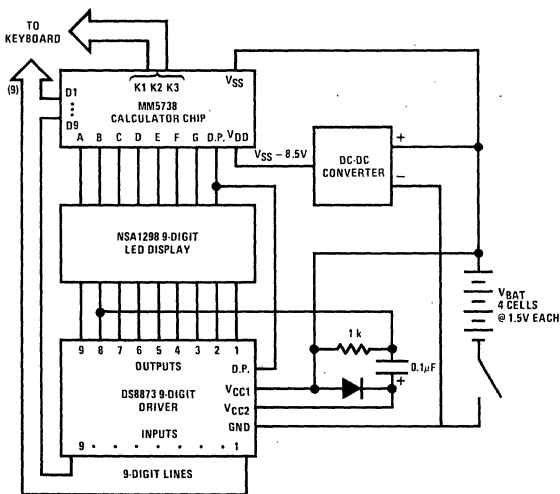 TO
KEYBOARD
(9)
K1 K2 K3
VSS
D1
MM5738
CALCULATOR CHIP
D9
A B C D E F G D.P. VDD
VSS – 8.5V
DC-DC
CONVERTER
+
–
NSA1298 9-DIGIT
LED DISPLAY
VBAT
4 CELLS
@ 1.5V EACH
9 8 7 6 5 4 3 2 1
OUTPUTS
D.P.
1 k
0.1μF
+
DS8873 9-DIGIT
DRIVER
VCC1
VCC2
GND
INPUTS
9 • • • • • • • 1
9-DIGIT LINES